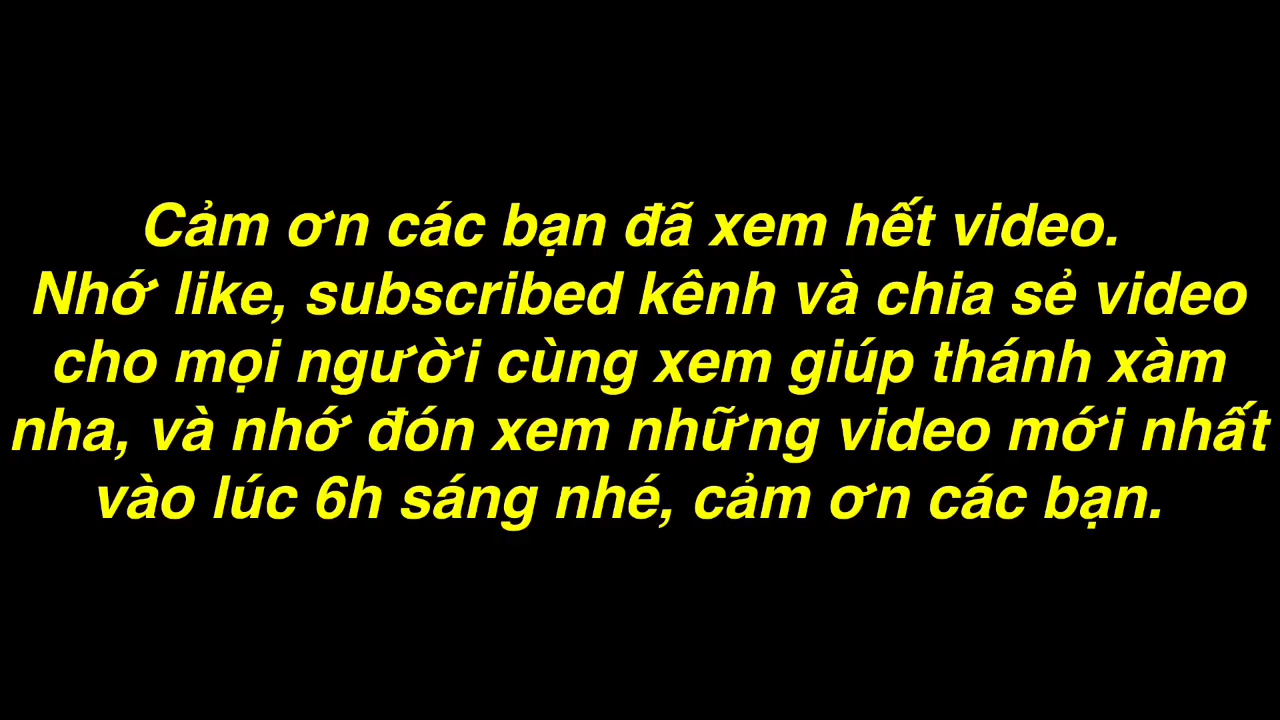 Cảm ơn các bạn đã xem hết video.
Nhớ like, subscribed kênh và chia sẻ video
cho mọi người cùng xem giúp thánh xàm
nha, và nhớ đón xem những video mới nhất
vào lúc 6h sáng nhé, cảm ơn các bạn.